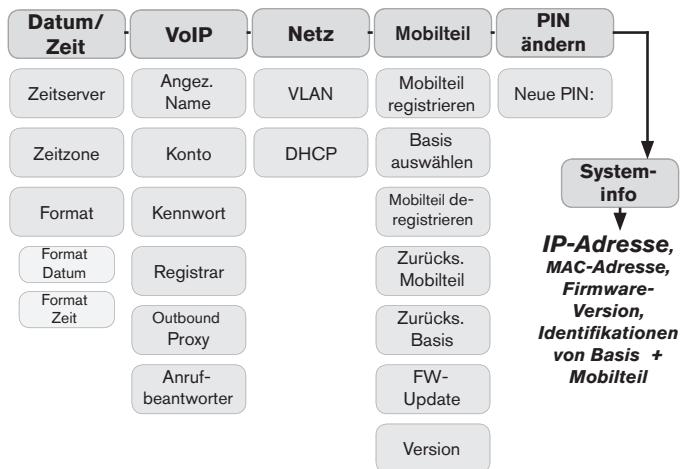 Datum/
Zeit
VoIP
Netz
Mobilteil
PIN
ändern
Zeitserver
Zeitzone
Format
Format
Datum
Format
Zeit
Angez.
Name
Konto
Kennwort
Registrar
Outbound
Proxy
Anruf-
beantworter
VLAN
DHCP
Mobilteil
registrieren
Basis
auswählen
Mobilteil de-
registrieren
Zurücks.
Mobilteil
Zurücks.
Basis
FW-
Update
Version
Neue PIN:
System-
info
IP-Adresse,
MAC-Adresse,
Firmware-
Version,
Identifikationen
von Basis +
Mobilteil